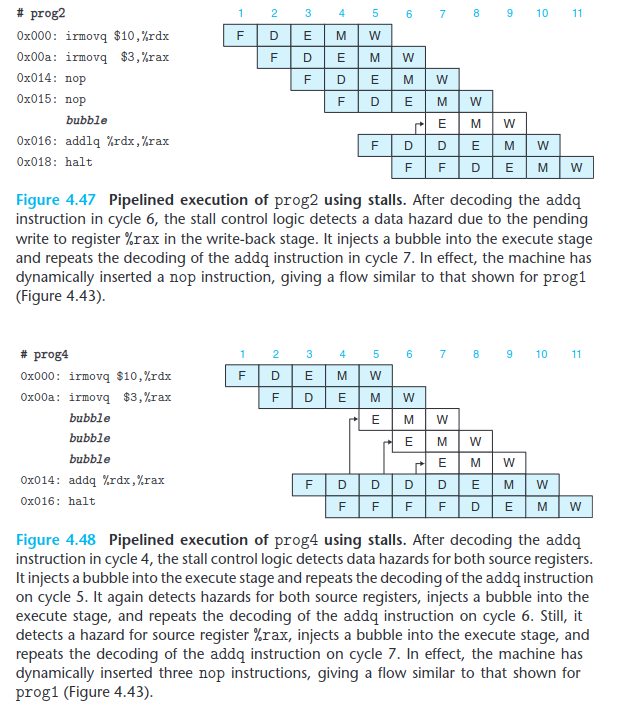 # prog2 1 2 3 4 5 6 7 8 9 10 11
0x000: irmovq $10,%rdx F D E M W
0x00a: irmovq $3,%rax F D E M W
0x014: nop F D E M W
0x015: nop F D E M W
bubble E M W
0x016: addlq %rdx,%rax F D D E M W
0x018: halt F F D E M W
Figure 4.47 Pipelined execution of prog2 using stalls. After decoding the addq
instruction in cycle 6, the stall control logic detects a data hazard due to the pending
write to register %rax in the write-back stage. It injects a bubble into the execute stage
and repeats the decoding of the addq instruction in cycle 7. In effect, the machine has
dynamically inserted a nop instruction, giving a flow similar to that shown for prog1
(Figure 4.43).
# prog4 1 2 3 4 5 6 7 8 9 10 11
0x000: irmovq $10,%rdx F D E M W
0x00a: irmovq $3,%rax F D E M W
bubble E M W
bubble E M W
bubble E M W
0x014: addq %rdx,%rax F D D D D E M W
0x016: halt F F F F D E M W
Figure 4.48 Pipelined execution of prog4 using stalls. After decoding the addq
instruction in cycle 4, the stall control logic detects data hazards for both source registers.
It injects a bubble into the execute stage and repeats the decoding of the addq instruction
on cycle 5. It again detects hazards for both source registers, injects a bubble into the
execute stage, and repeats the decoding of the addq instruction on cycle 6. Still, it
detects a hazard for source register %rax, injects a bubble into the execute stage, and
repeats the decoding of the addq instruction on cycle 7. In effect, the machine has
dynamically inserted three nop instructions, giving a flow similar to that shown for
prog1 (Figure 4.43).